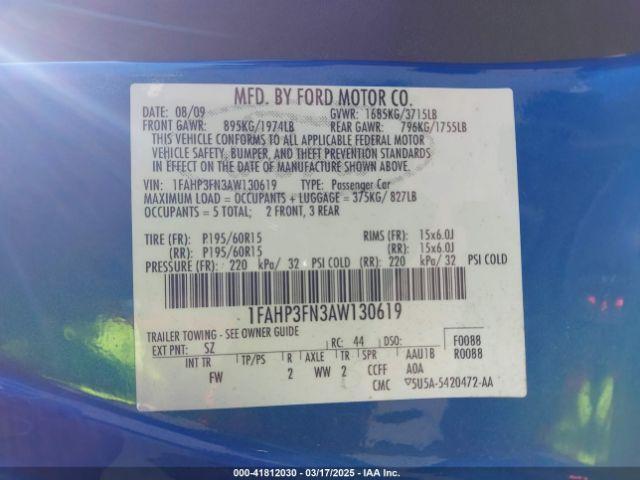 MFD. BY FORD MOTOR CO.
DATE: 08/09 GVWR: 1685KG/3715LB
FRONT GAWR: 895KG/1974LB REAR GAWR: 796KG/1755LB
THIS VEHICLE CONFORMS TO ALL APPLICABLE FEDERAL MOTOR
VEHICLE SAFETY, BUMPER, AND THEFT PREVENTION STANDARDS
IN EFFECT ON THE DATE OF MANUFACTURE SHOWN ABOVE.
VIN: 1FAHP3FN3AW130619 TYPE: Passenger Car
MAXIMUM LOAD = OCCUPANTS + LUGGAGE = 375KG/ 827LB
OCCUPANTS = 5 TOTAL; 2 FRONT, 3 REAR
TIRE (FR): P195/60R15 RIMS (FR): 15x6.0J
(RR): P195/60R15 (RR): 15x6.0J
PRESSURE (FR): 220 kPa/ 32 PSI COLD (RR): 220 kPa/ 32 PSI COLD
1FAHP3FN3AW130619
TRAILER TOWING - SEE OWNER GUIDE
EXT PNT: SZ RC: 44 DSO: F0088
INT TR TP/PS R AXLE TR SPR AAU1B R0088
FW 2 WW 2 CCFF AOA
CMC 5U5A-5420472-AA
000-41812030 - 03/17/2025 - IAA Inc.